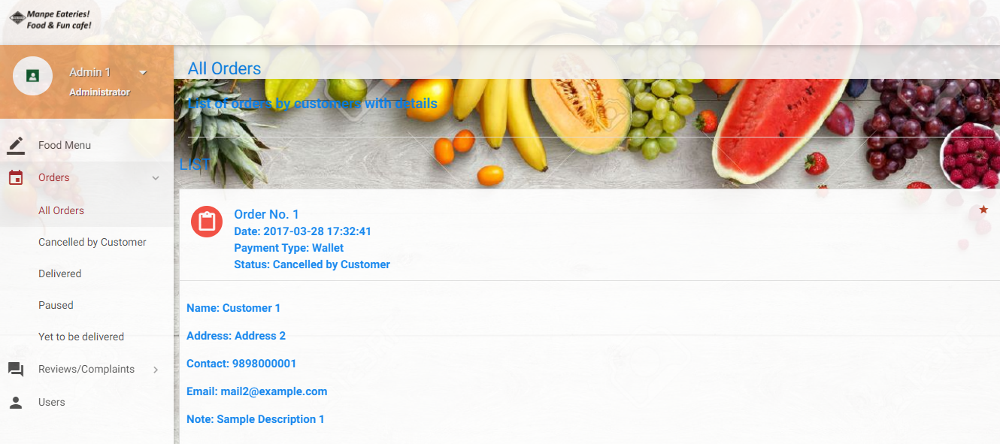 Manpe Eateries!
Food & Fun cafe!
Admin 1
Administrator
Food Menu
Orders
All Orders
Cancelled by Customer
Delivered
Paused
Yet to be delivered
Reviews/Complaints
Users
All Orders
List of orders by customers with details
LIST
Order No. 1
Date: 2017-03-28 17:32:41
Payment Type: Wallet
Status: Cancelled by Customer
Name: Customer 1
Address: Address 2
Contact: 9898000001
Email: mail2@example.com
Note: Sample Description 1